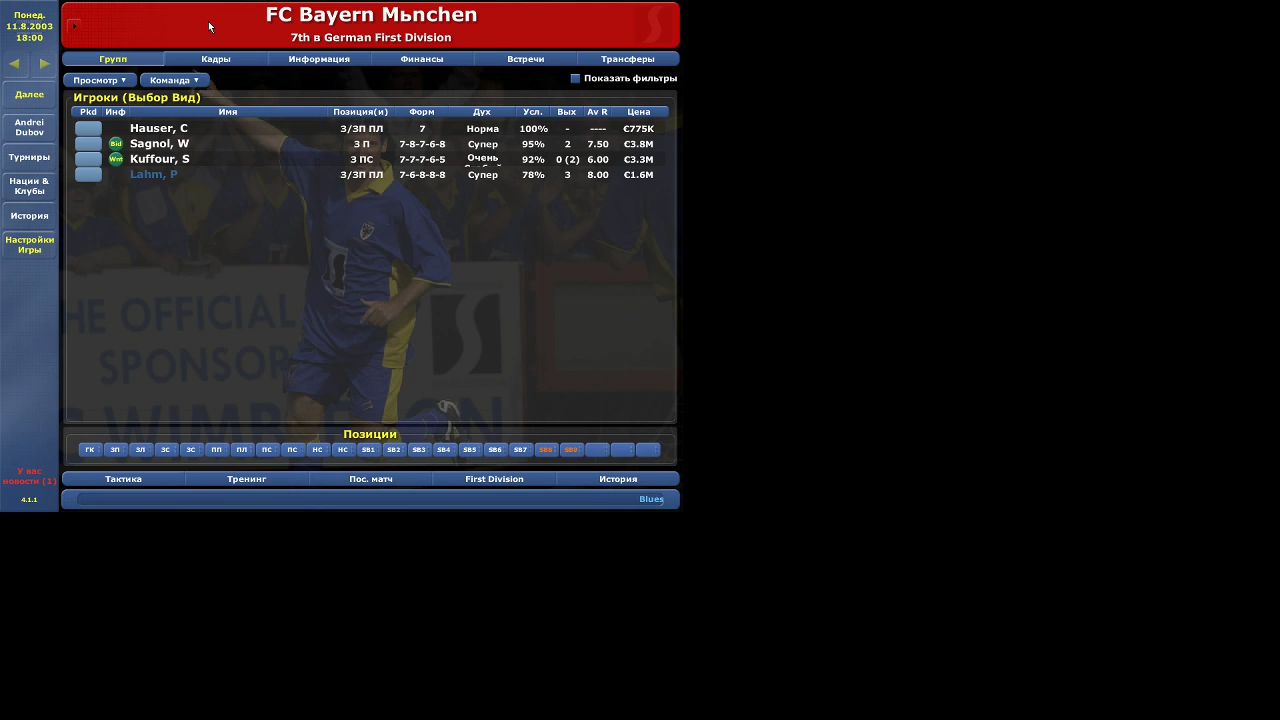 Понед.
11.8.2003
18:00
Далее
Andrei
Dubov
Турниры
Нации &
Клубы
История
Настройки
Игры
У вас
новости (1)
4.1.1
FC Bayern Mьnchen
7th в German First Division
Групп Кадры Информация Финансы Встречи Трансферы
Просмотр Команда Показать фильтры
Игроки (Выбор Вид)
Pkd Инф Имя Позиция(и) Форм Дух Усл. Вых Av R Цена
Hauser, C З/ЗП ПЛ 7 Норма 100% - ---- €775K
Bid Sagnol, W З П 7-8-7-6-8 Супер 95% 2 7.50 €3.8M
Wnt Kuffour, S З ПС 7-7-7-6-5 Очень 92% 0 (2) 6.00 €3.3M
Lahm, P З/ЗП ПЛ 7-6-8-8-8 Супер 78% 3 8.00 €1.6M
THE OFFICIAL
SPONSOR
WIMBLEDON
Позиции
ГК ЗП ЗЛ ЗС ЗС ПП ПЛ ПС ПС НС НС SB1 SB2 SB3 SB4 SB5 SB6 SB7 SB8 SB9
Тактика Тренинг Пос. матч First Division История
Blues